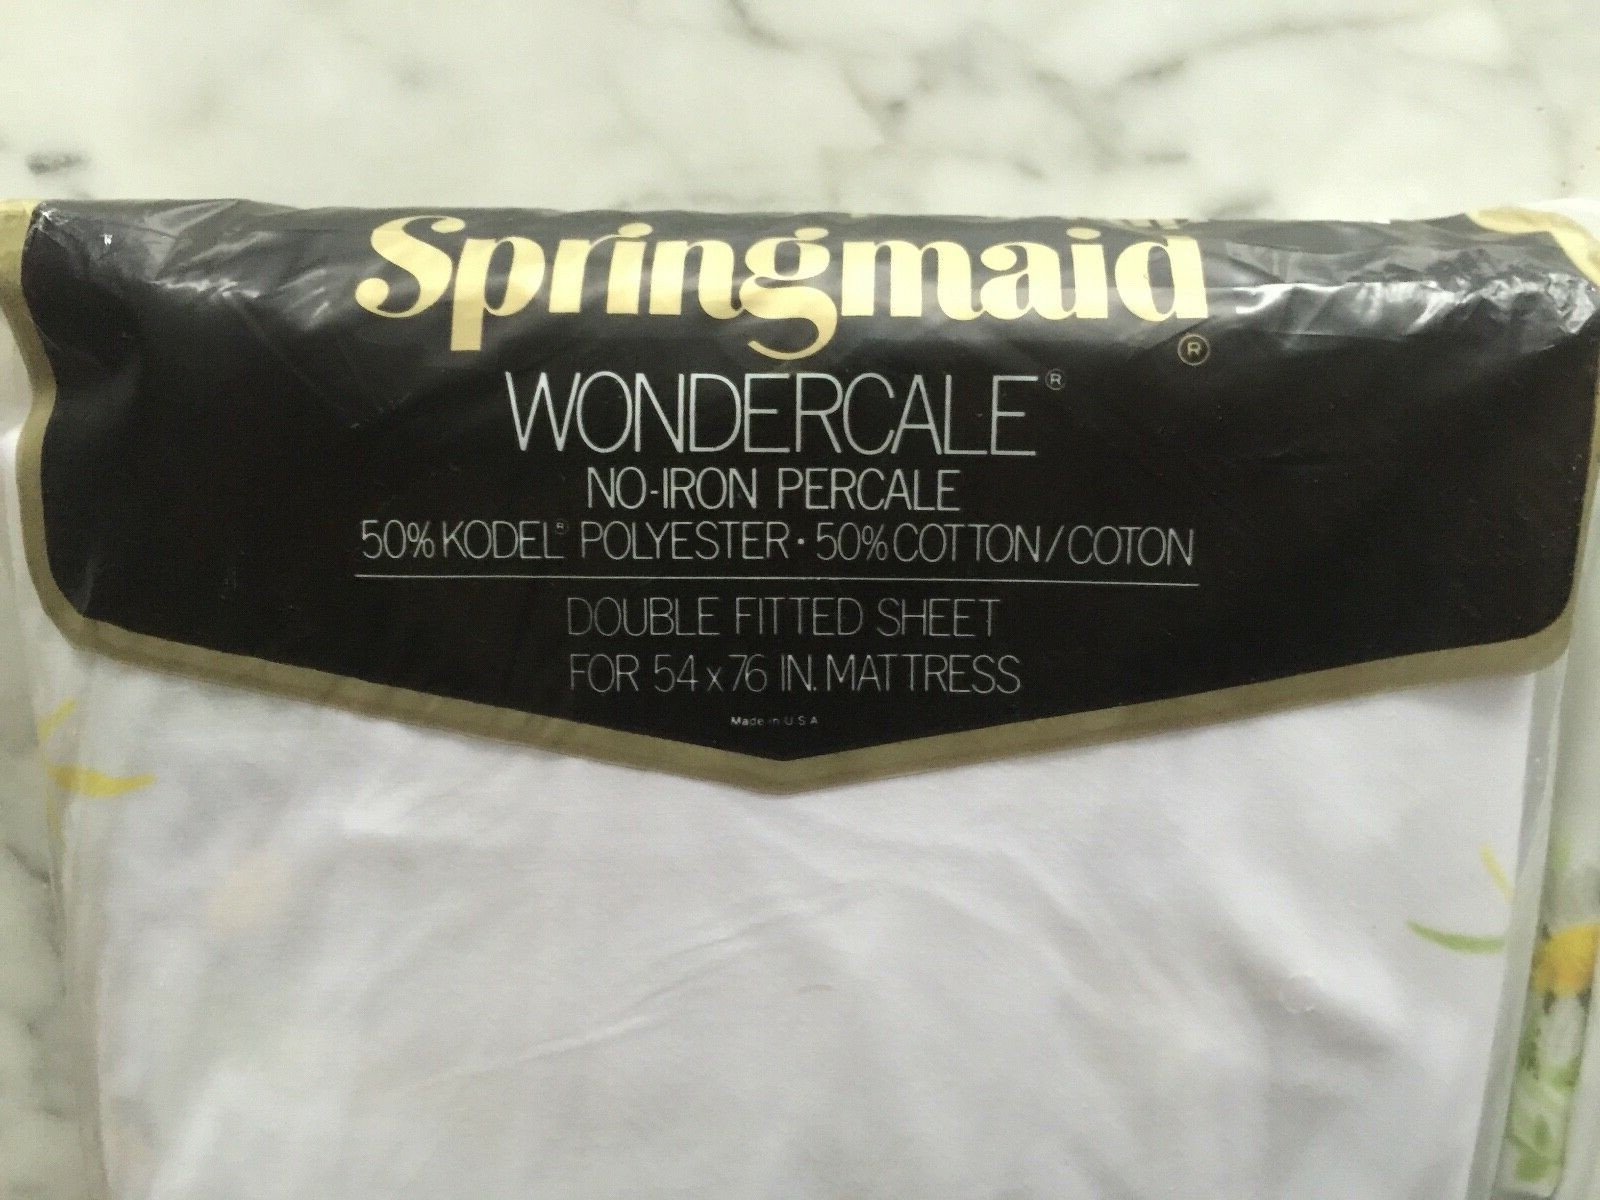 Springmaid®
WONDERCALE®
NO-IRON PERCALE
50% KODEL® POLYESTER · 50% COTTON/COTON
DOUBLE FITTED SHEET
FOR 54 x 76 IN. MATTRESS
Made in U S A